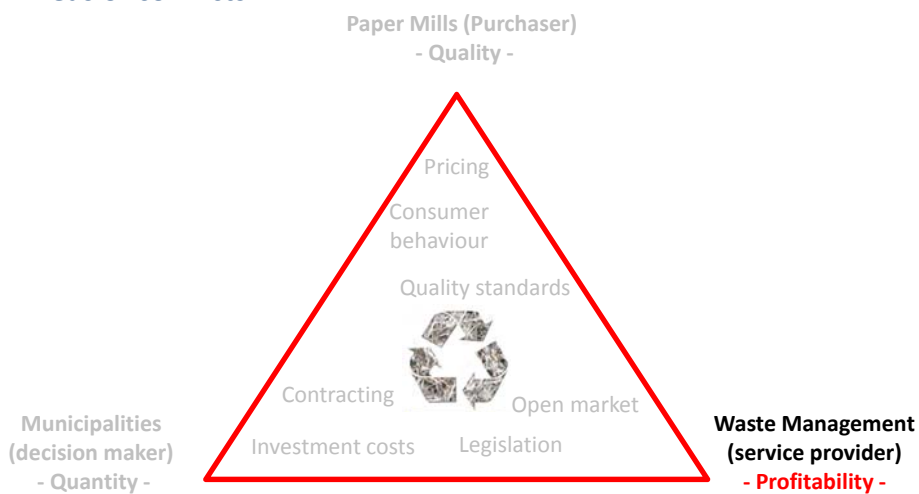 Paper Mills (Purchaser)
- Quality -
Pricing
Consumer
behaviour
Quality standards
Contracting
Open market
Investment costs
Legislation
Municipalities
(decision maker)
- Quantity -
Waste Management
(service provider)
- Profitability -